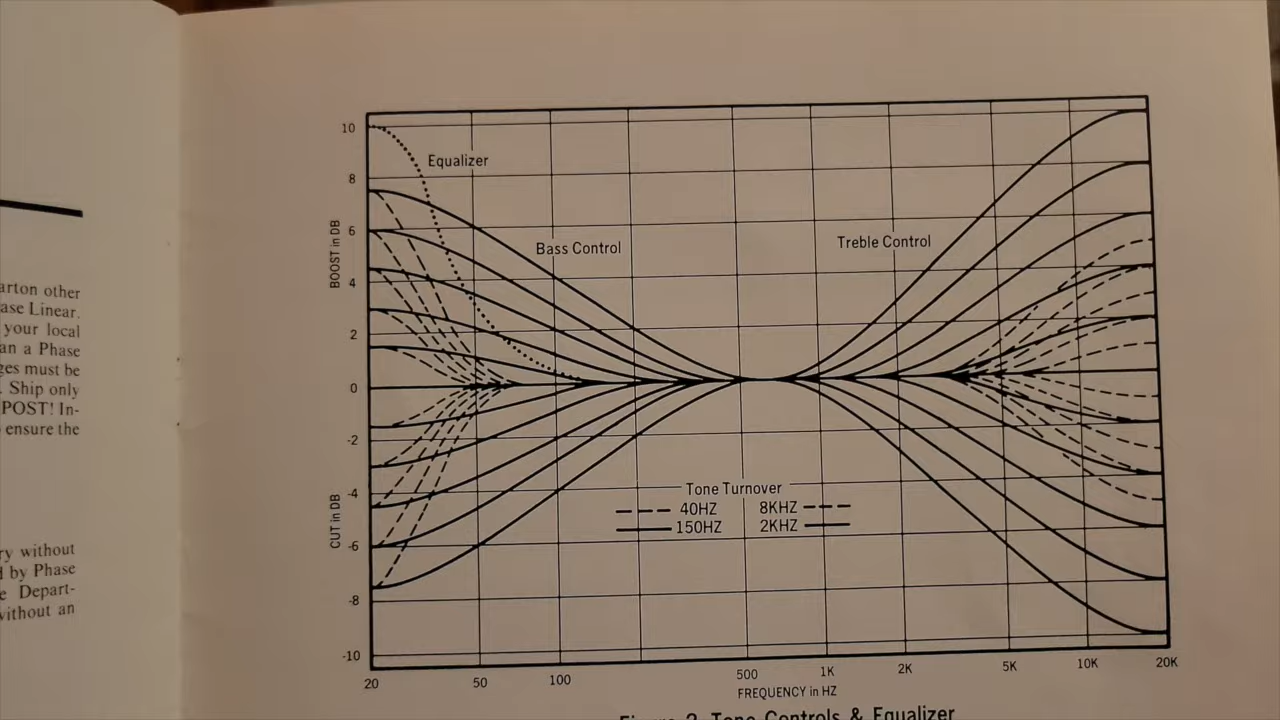 arton other
ase Linear.
your local
an a Phase
ges must be
. Ship only
POST! In-
ensure the
ry without
d by Phase
e Depart-
without an
10
8
6
4
2
0
-2
-4
-6
-8
-10
BOOST in DB
CUT in DB
Equalizer
Bass Control
Treble Control
Tone Turnover
40HZ 8KHZ
150HZ 2KHZ
20 50 100 500 1K 2K 5K 10K 20K
FREQUENCY in HZ
Figure 2 Tone Controls & Equalizer